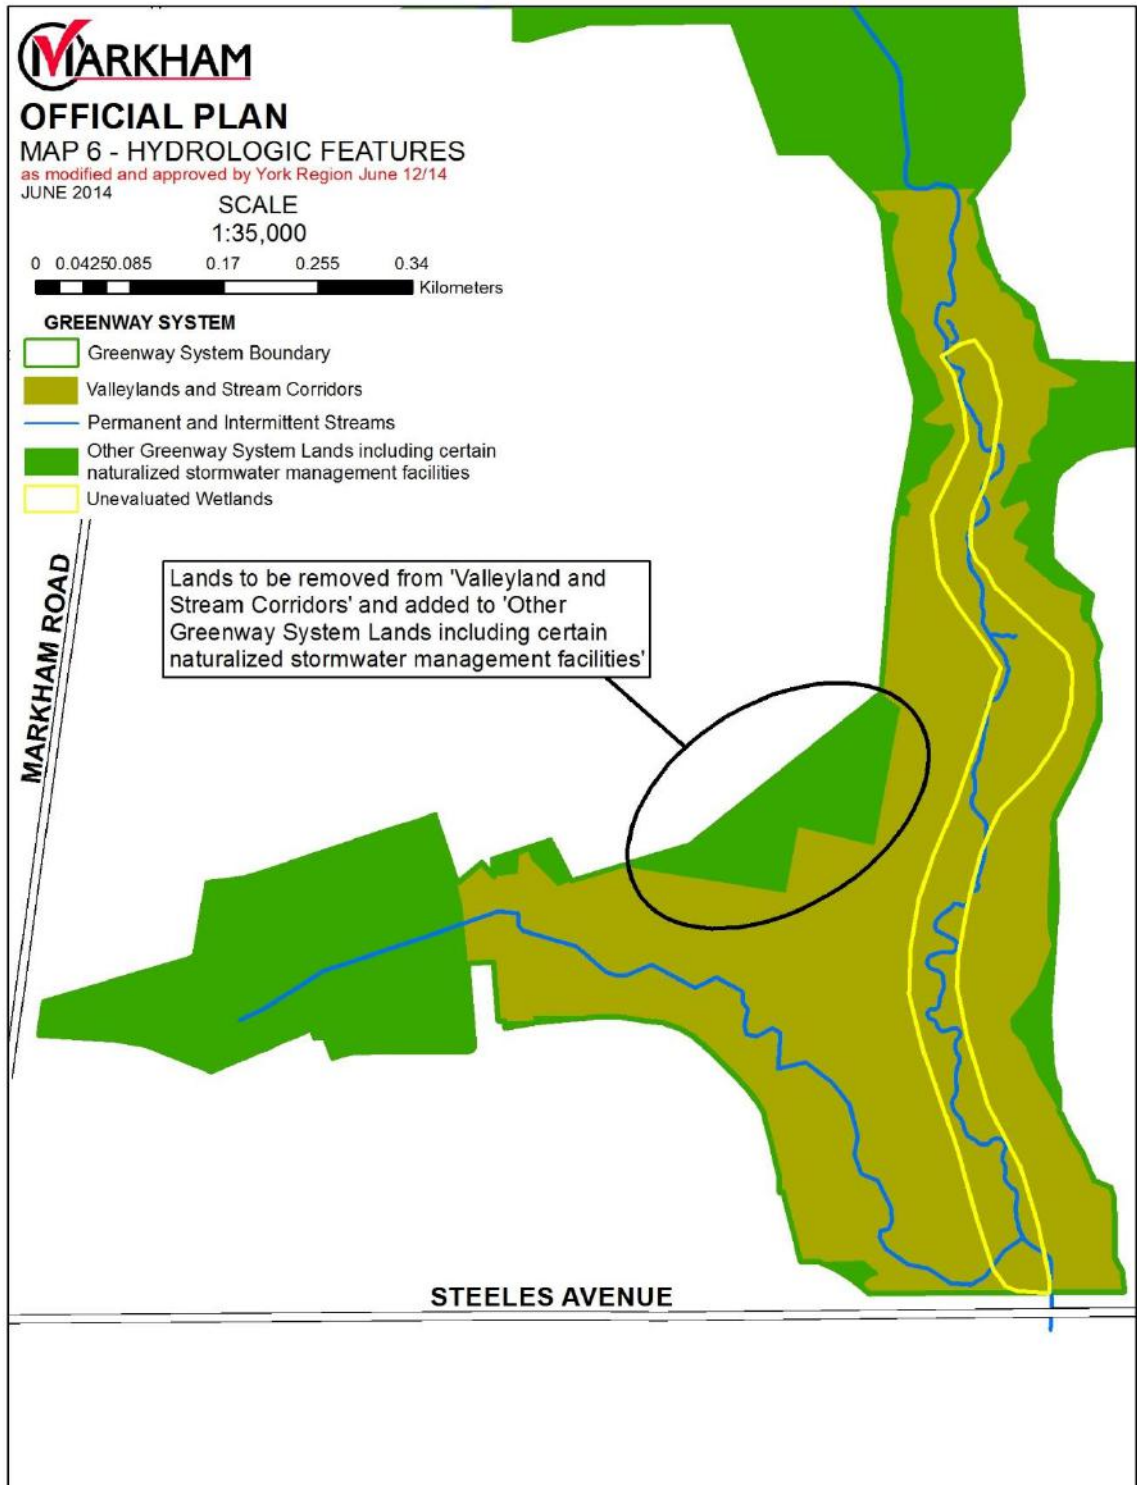 MARKHAM
OFFICIAL PLAN
MAP 6 - HYDROLOGIC FEATURES
as modified and approved by York Region June 12/14
JUNE 2014
SCALE
1:35,000
0 0.0425 0.085 0.17 0.255 0.34
Kilometers
GREENWAY SYSTEM
Greenway System Boundary
Valleylands and Stream Corridors
Permanent and Intermittent Streams
Other Greenway System Lands including certain
naturalized stormwater management facilities
Unevaluated Wetlands
MARKHAM ROAD
Lands to be removed from 'Valleyland and
Stream Corridors' and added to 'Other
Greenway System Lands including certain
naturalized stormwater management facilities'
STEELES AVENUE